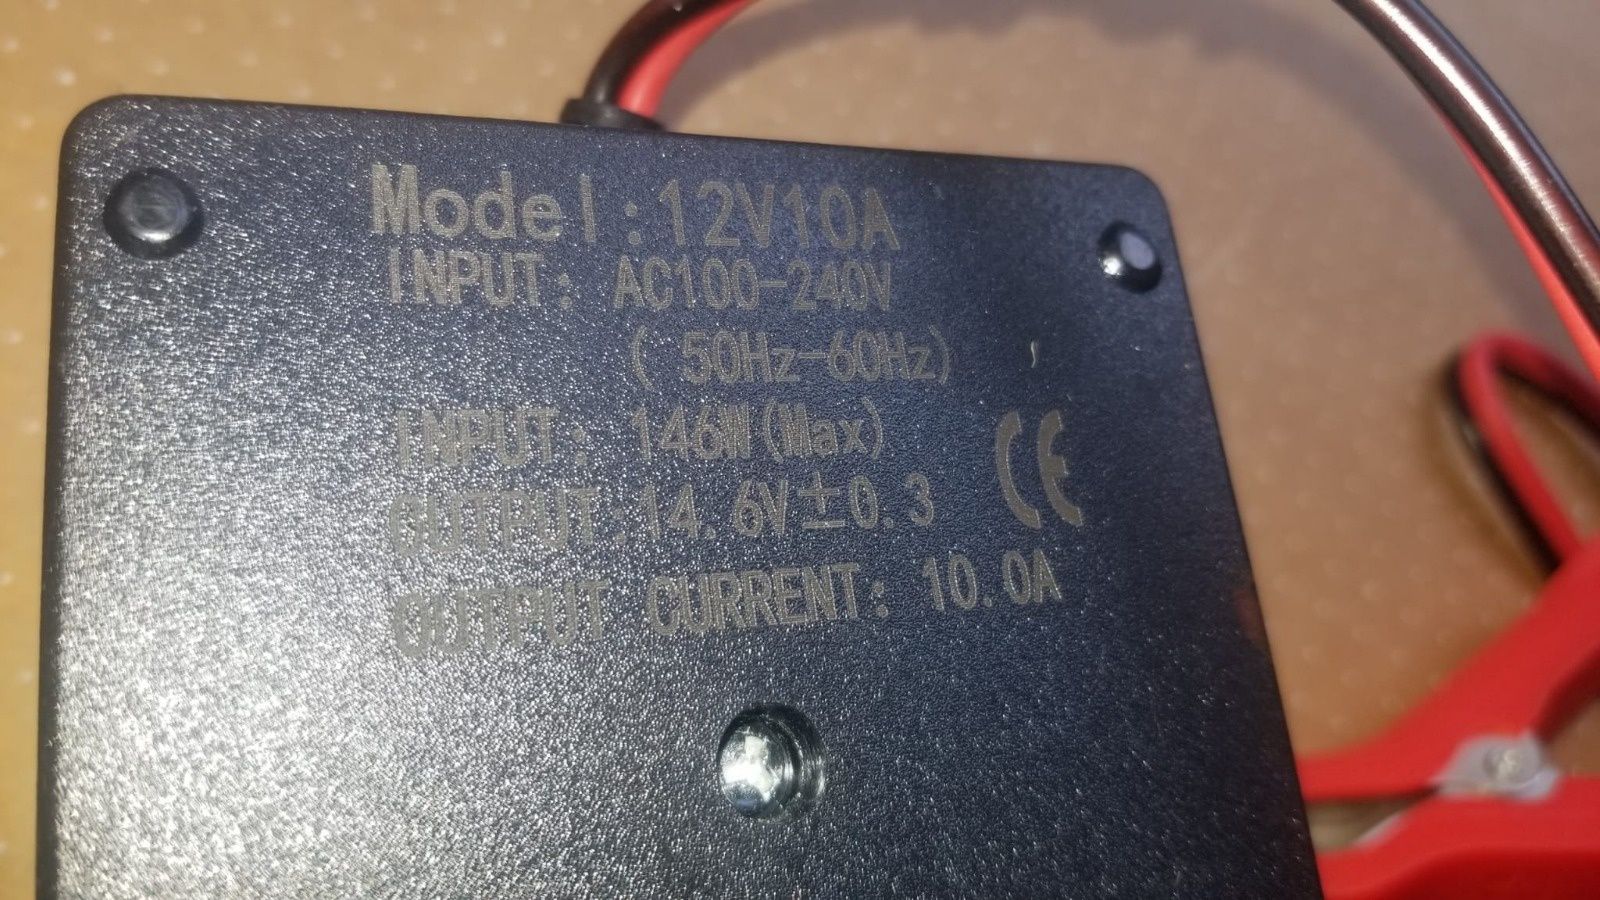 Model:12V10A
INPUT: AC100-240V
( 50Hz-60Hz)
INPUT: 146W(Max)
OUTPUT:14.6V±0.3
CE
OUTPUT CURRENT: 10.0A